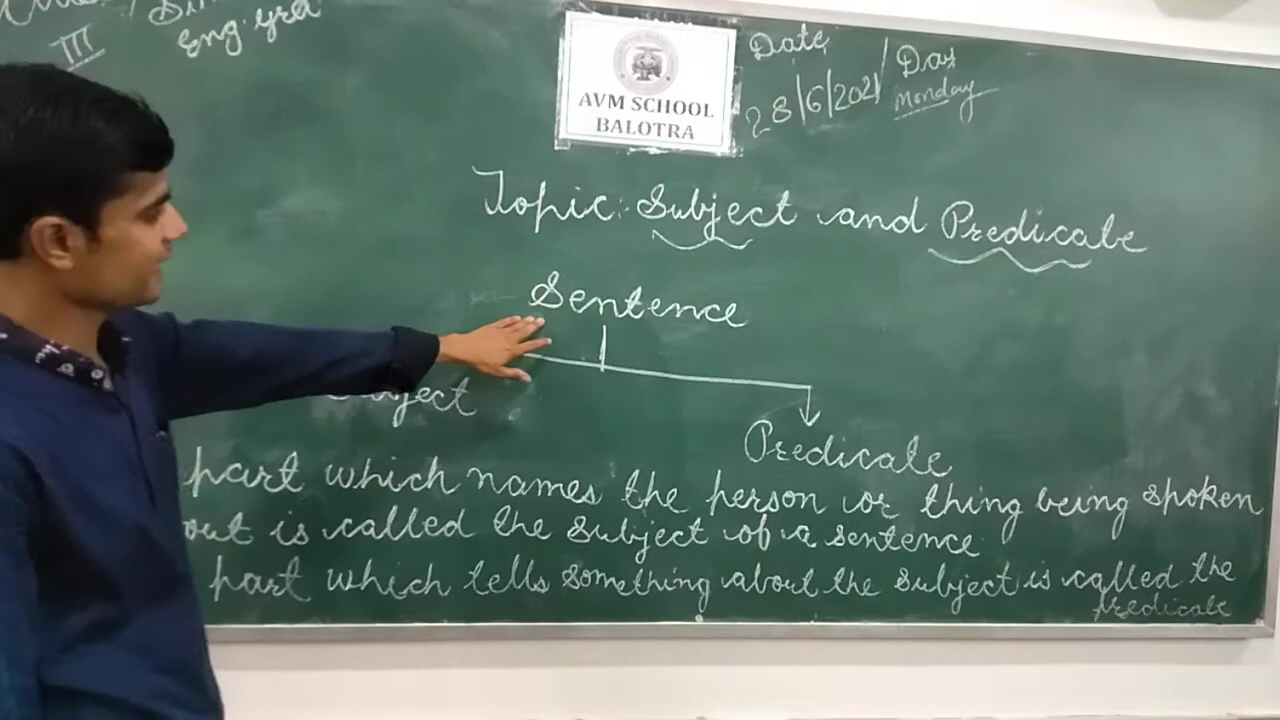 III
Eng grd
AVM SCHOOL
BALOTRA
Date / Day
28/6/2021 Monday
Topic: Subject and Predicate
Sentence
Predicate
part which names the person or thing being spoken
out is called the subject of a sentence
part which tells something about the subject is called the
predicate